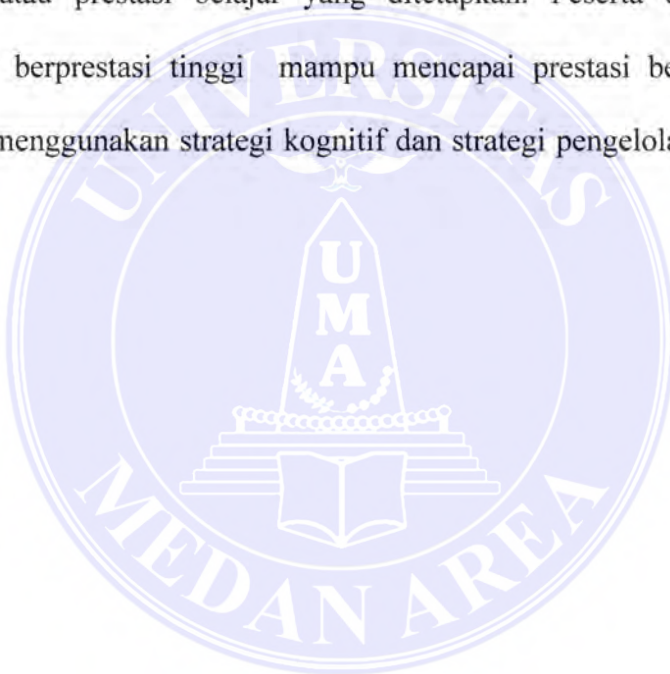 atau prestasi belajar yang ditetapkan. Peserta
berprestasi tinggi mampu mencapai prestasi be
menggunakan strategi kognitif dan strategi pengelola
UNIVERSITAS
UMA
MEDAN AREA